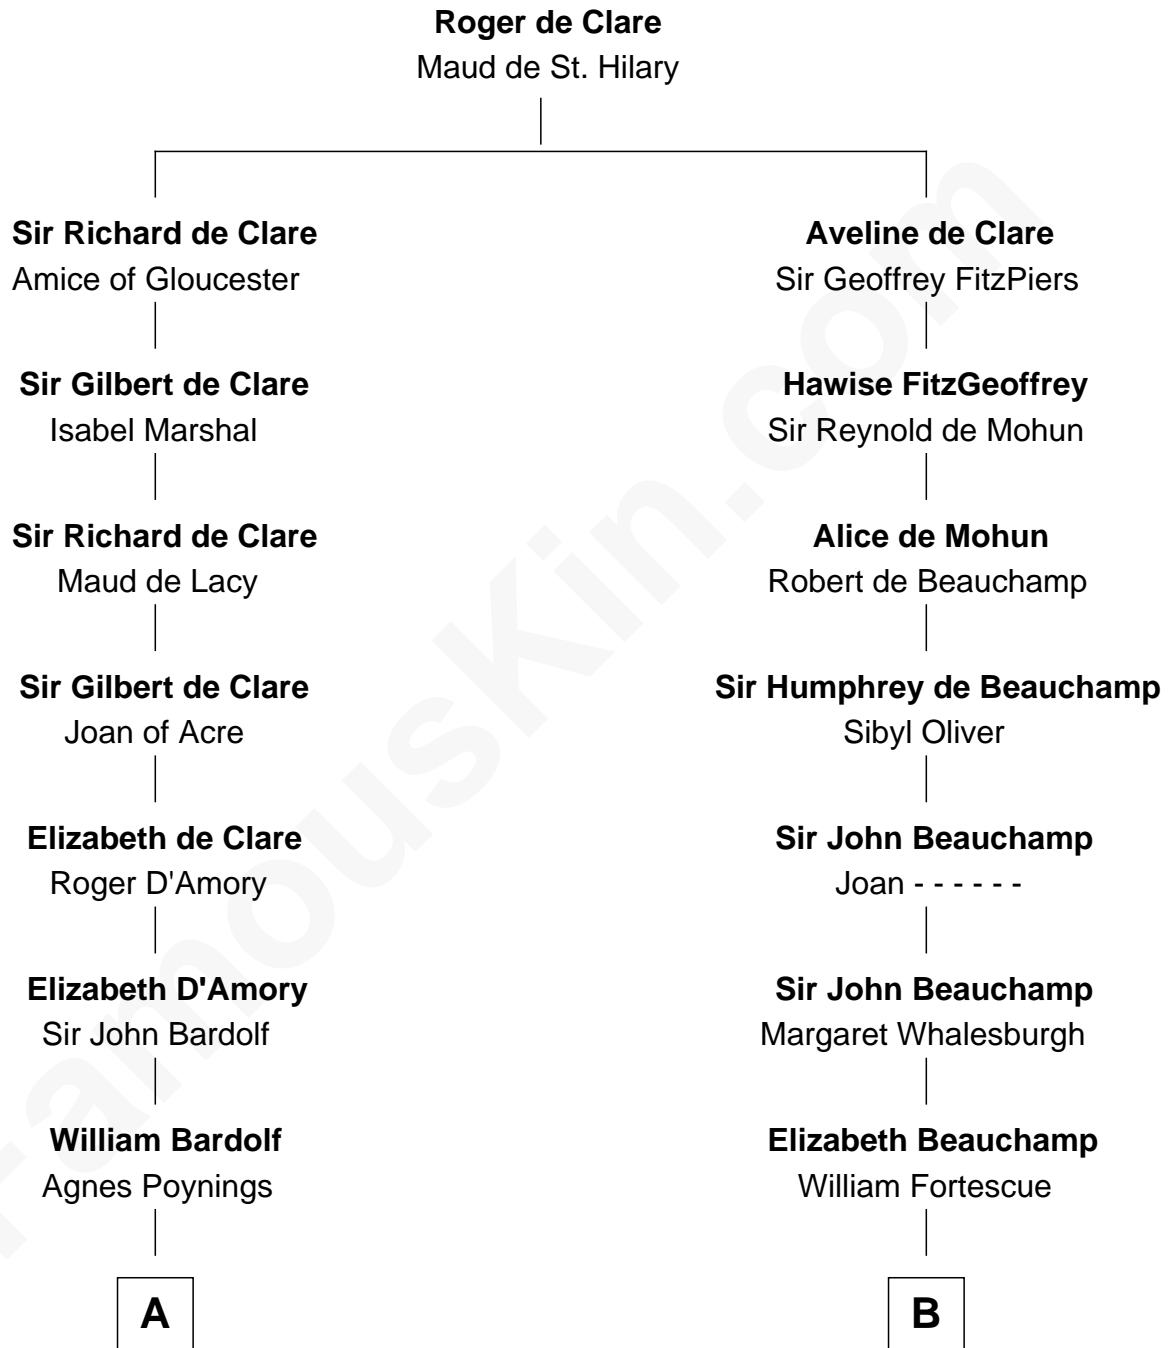 Roger de Clare
Maud de St. Hilary
Sir Richard de Clare
Amice of Gloucester
Aveline de Clare
Sir Geoffrey FitzPiers
Sir Gilbert de Clare
Isabel Marshal
Hawise FitzGeoffrey
Sir Reynold de Mohun
Sir Richard de Clare
Maud de Lacy
Alice de Mohun
Robert de Beauchamp
Sir Gilbert de Clare
Joan of Acre
Sir Humphrey de Beauchamp
Sibyl Oliver
Elizabeth de Clare
Roger D'Amory
Sir John Beauchamp
Joan - - - - - -
Elizabeth D'Amory
Sir John Bardolf
Sir John Beauchamp
Margaret Whalesburgh
William Bardolf
Agnes Poynings
Elizabeth Beauchamp
William Fortescue
A
B
FamousKin.com